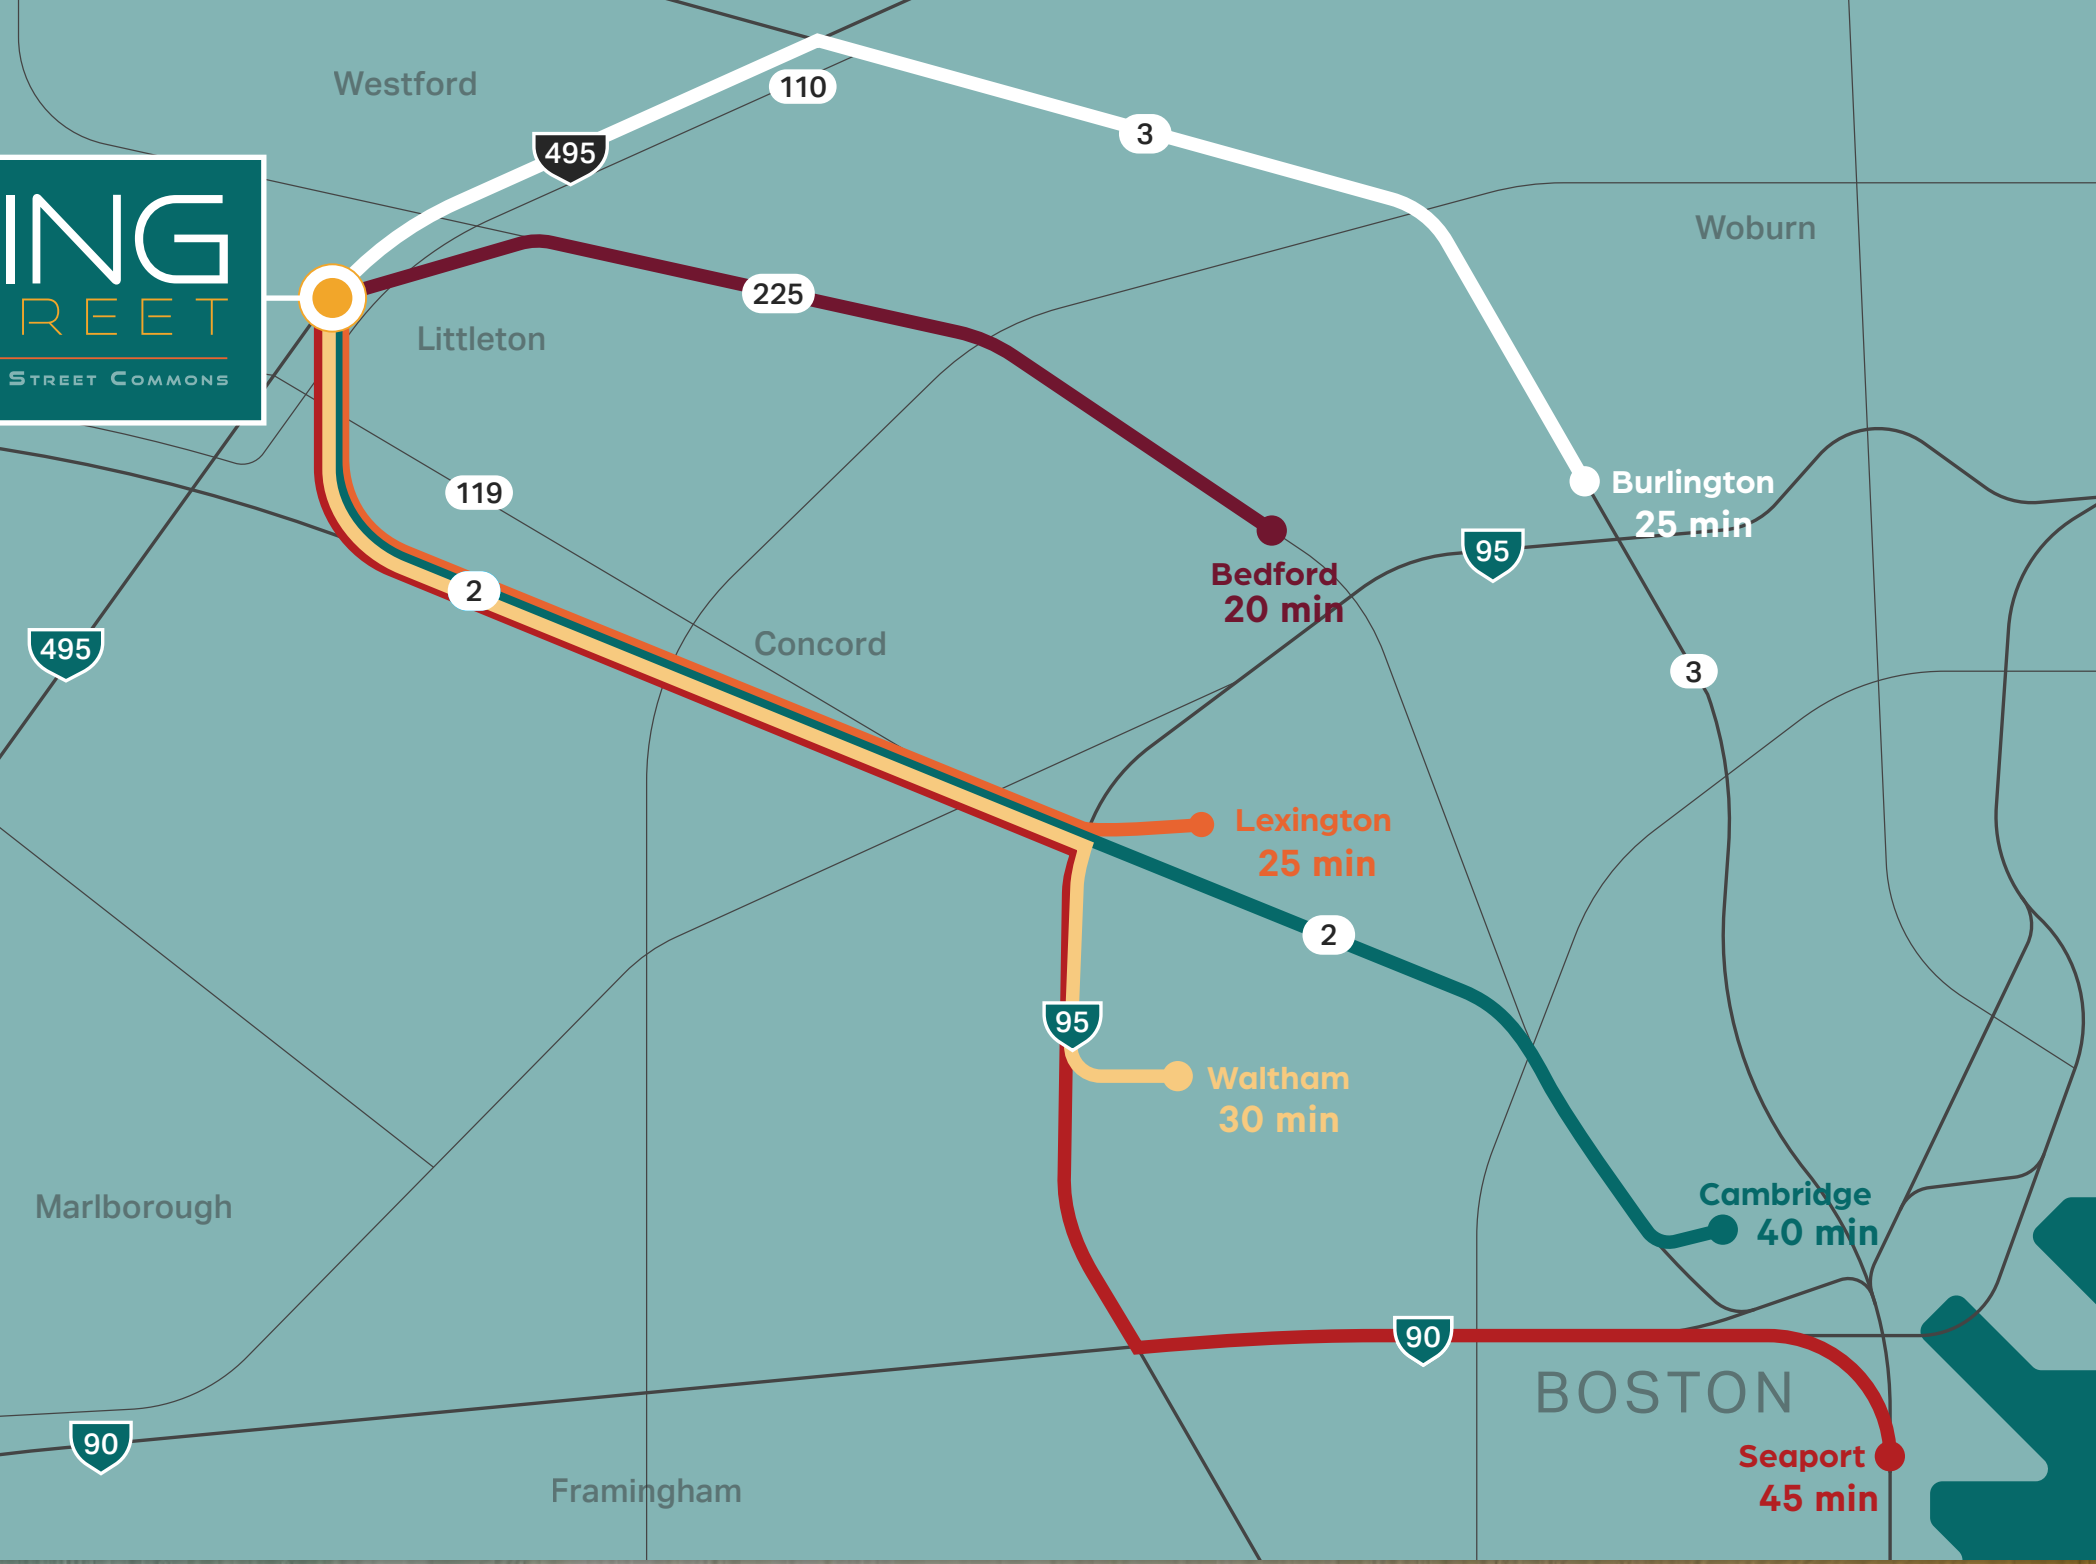 Westford
110
495
3
Woburn
ING
REET
STREET COMMONS
225
Littleton
119
Burlington
25 min
95
Bedford
20 min
2
495
Concord
3
Lexington
25 min
2
95
Waltham
30 min
Cambridge
40 min
Marlborough
90
BOSTON
90
Seaport
45 min
Framingham